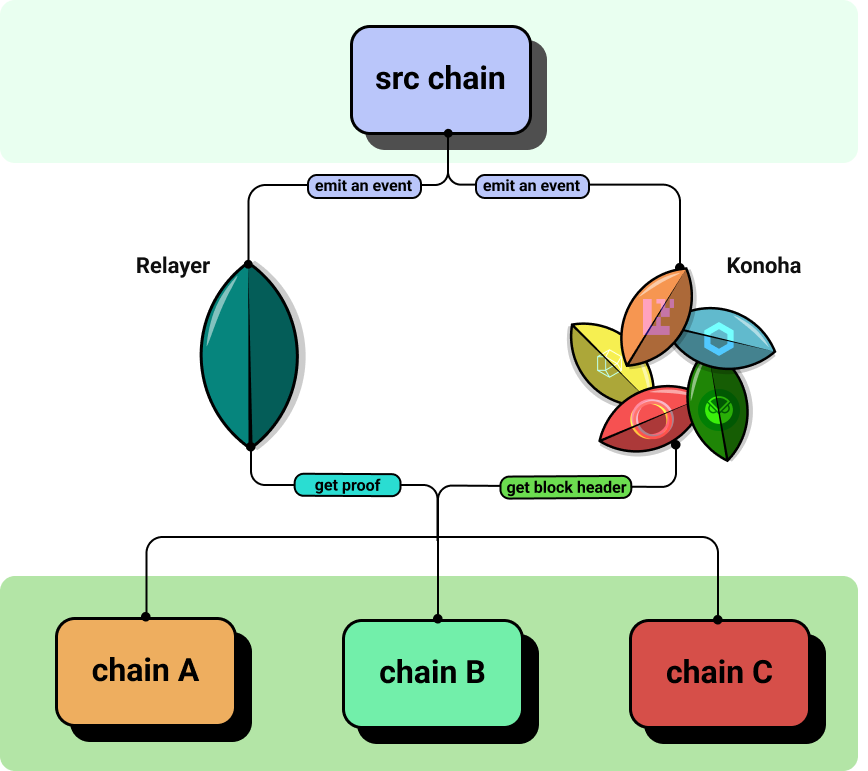 src chain
emit an event
emit an event
Relayer
Konoha
get proof
get block header
chain A
chain B
chain C